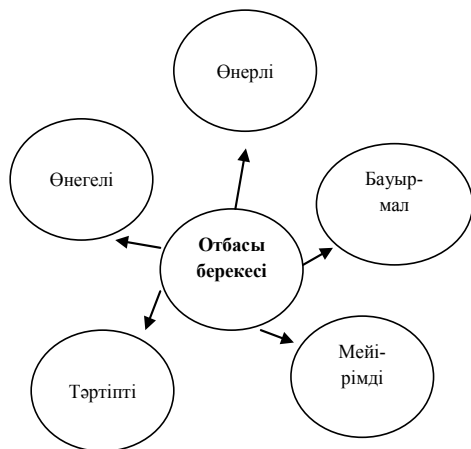 Өнерлі
Өнегелі
Бауыр-
мал
Отбасы
берекесі
Мейі-
рімді
Тәртіпті